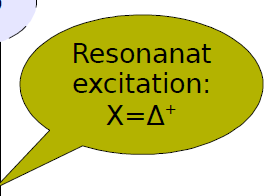 Resonanat
excitation:
X=Δ⁺